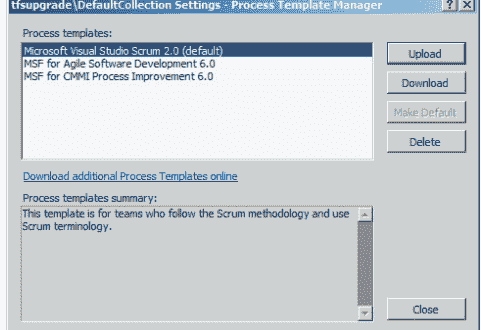 tfsupgrade\DefaultCollection Settings - Process Template Manager
Process templates:
Microsoft Visual Studio Scrum 2.0 (default)
MSF for Agile Software Development 6.0
MSF for CMMI Process Improvement 6.0
Upload
Download
Make Default
Delete
Download additional Process Templates online
Process templates summary:
This template is for teams who follow the Scrum methodology and use
Scrum terminology.
Close